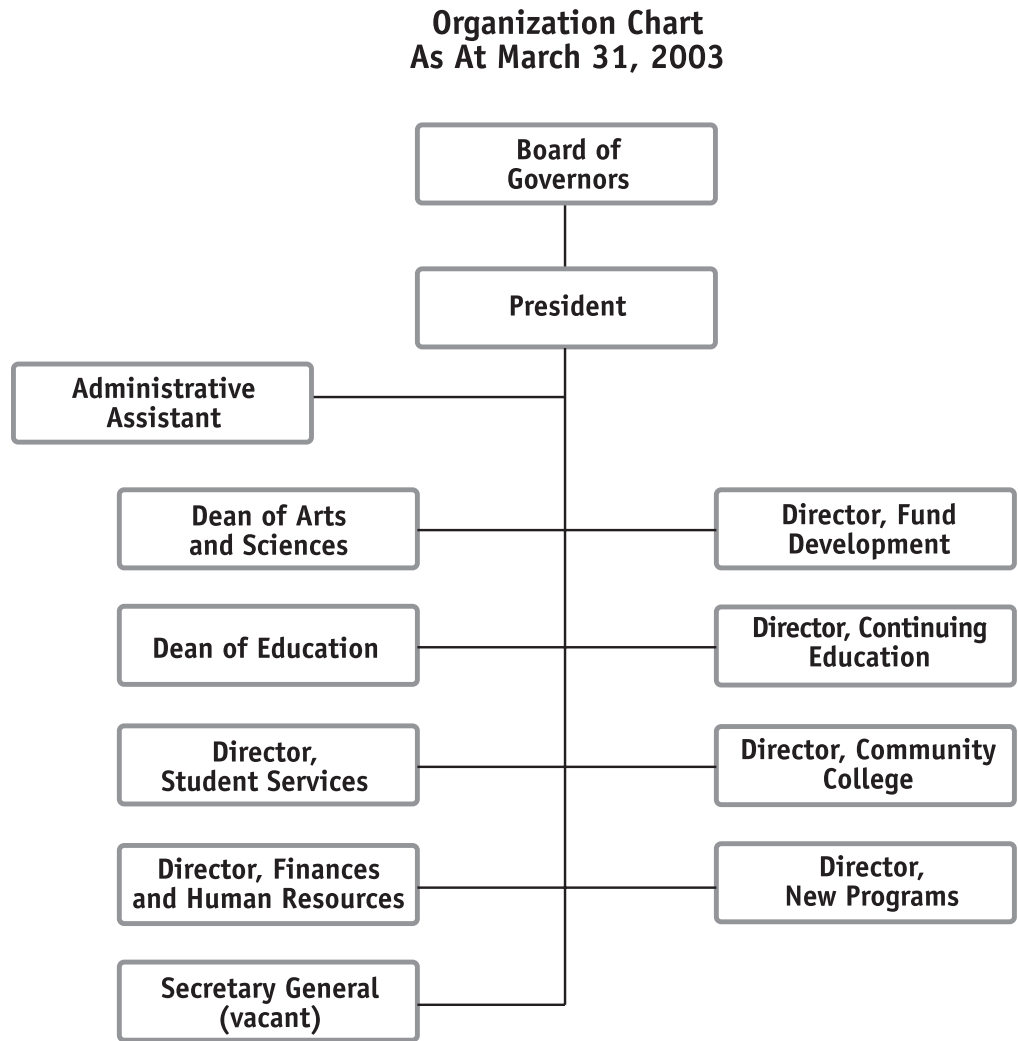 Organization Chart
As At March 31, 2003
Board of
Governors
President
Administrative
Assistant
Dean of Arts
and Sciences
Director, Fund
Development
Dean of Education
Director, Continuing
Education
Director,
Student Services
Director, Community
College
Director, Finances
and Human Resources
Director,
New Programs
Secretary General
(vacant)